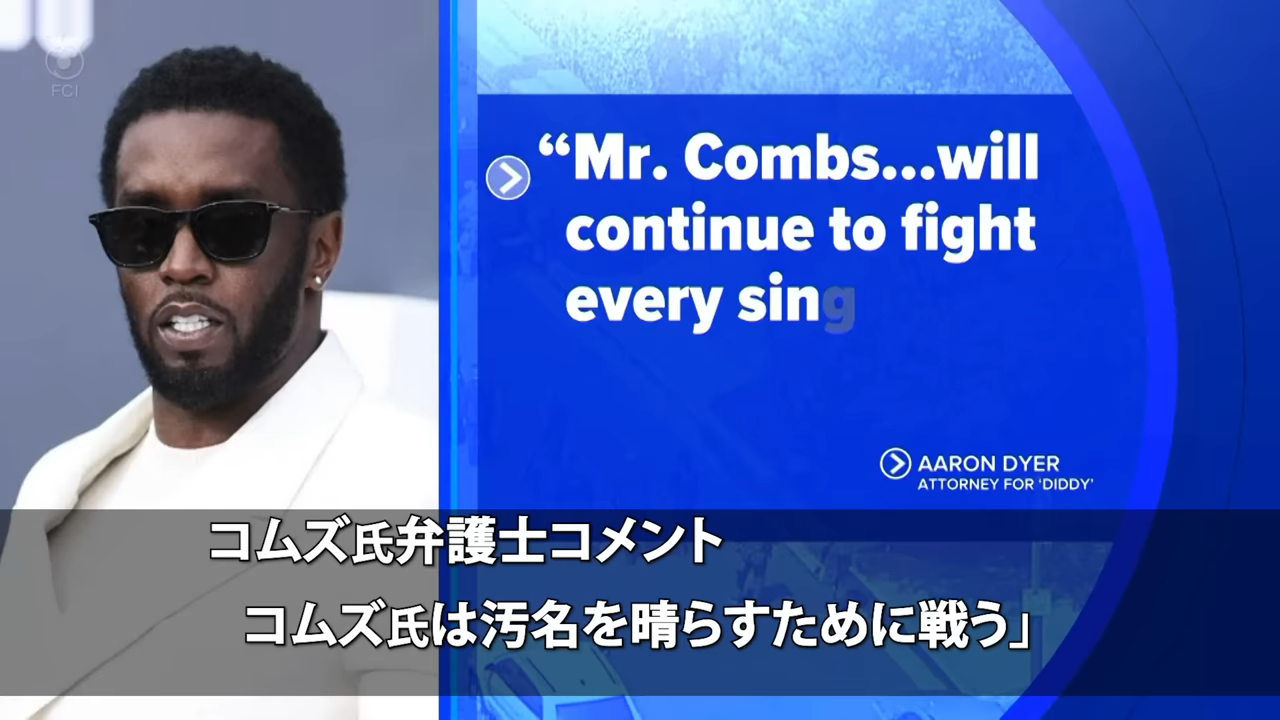 FCI
“Mr. Combs...will
continue to fight
every sing
AARON DYER
ATTORNEY FOR ‘DIDDY’
コムズ氏弁護士コメント
コムズ氏は汚名を晴らすために戦う」